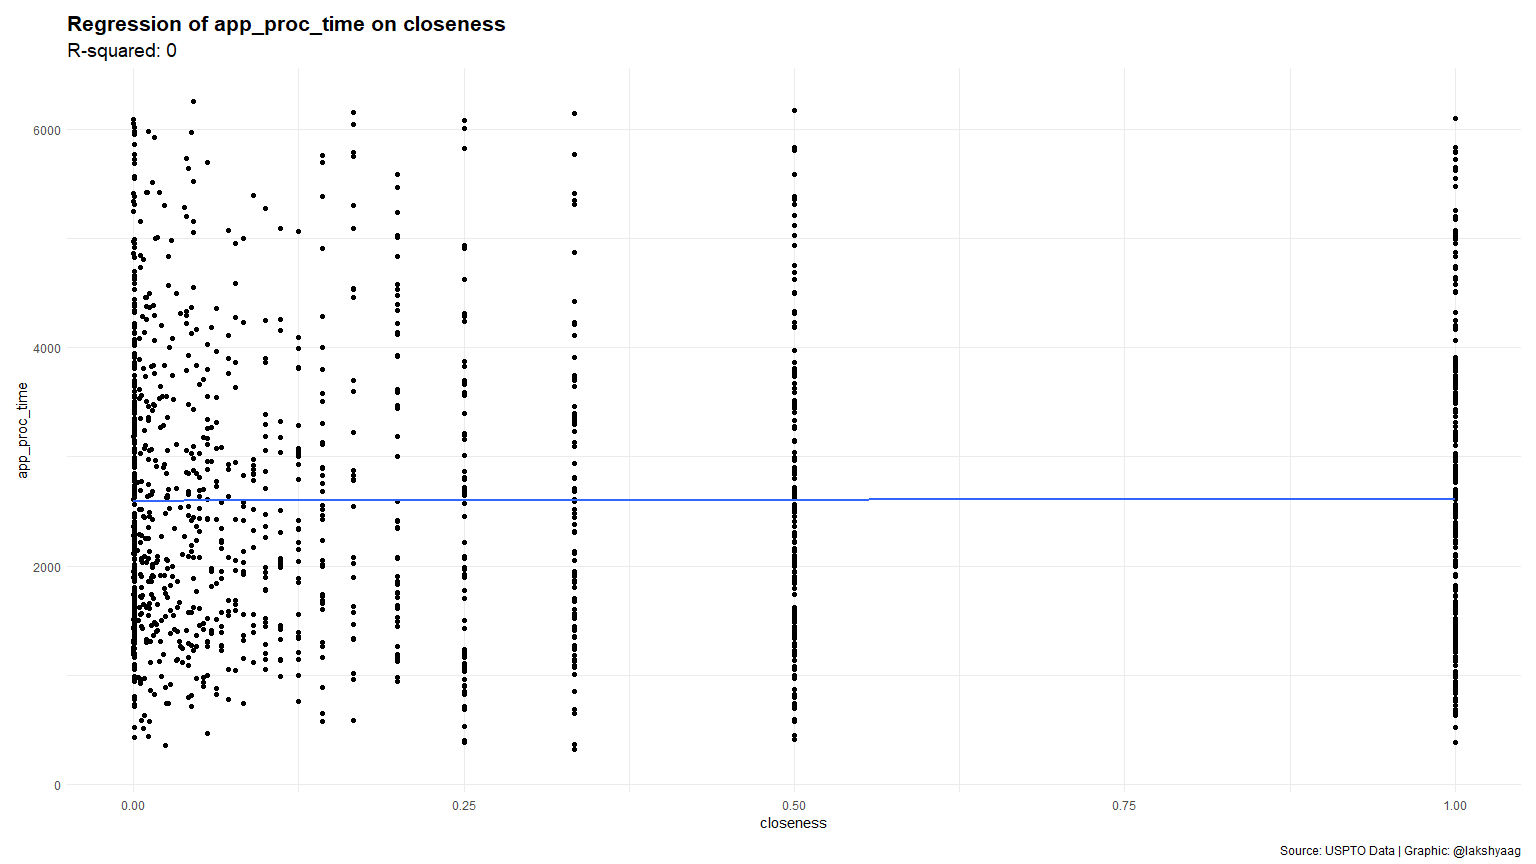 Regression of app_proc_time on closeness
R-squared: 0
6000
4000
2000
0
app_proc_time
0.00
0.25
0.50
0.75
1.00
closeness
Source: USPTO Data | Graphic: @lakshyaag